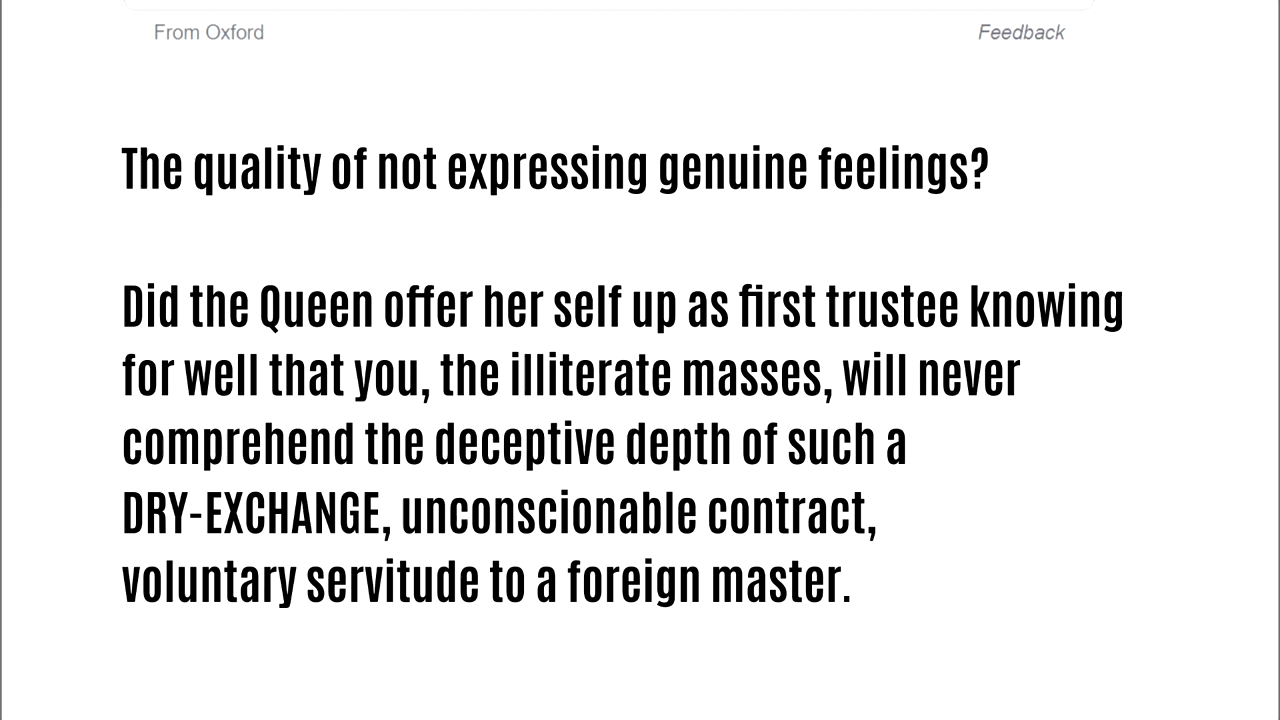 From Oxford Feedback
The quality of not expressing genuine feelings?
Did the Queen offer her self up as first trustee knowing
for well that you, the illiterate masses, will never
comprehend the deceptive depth of such a
DRY-EXCHANGE, unconscionable contract,
voluntary servitude to a foreign master.